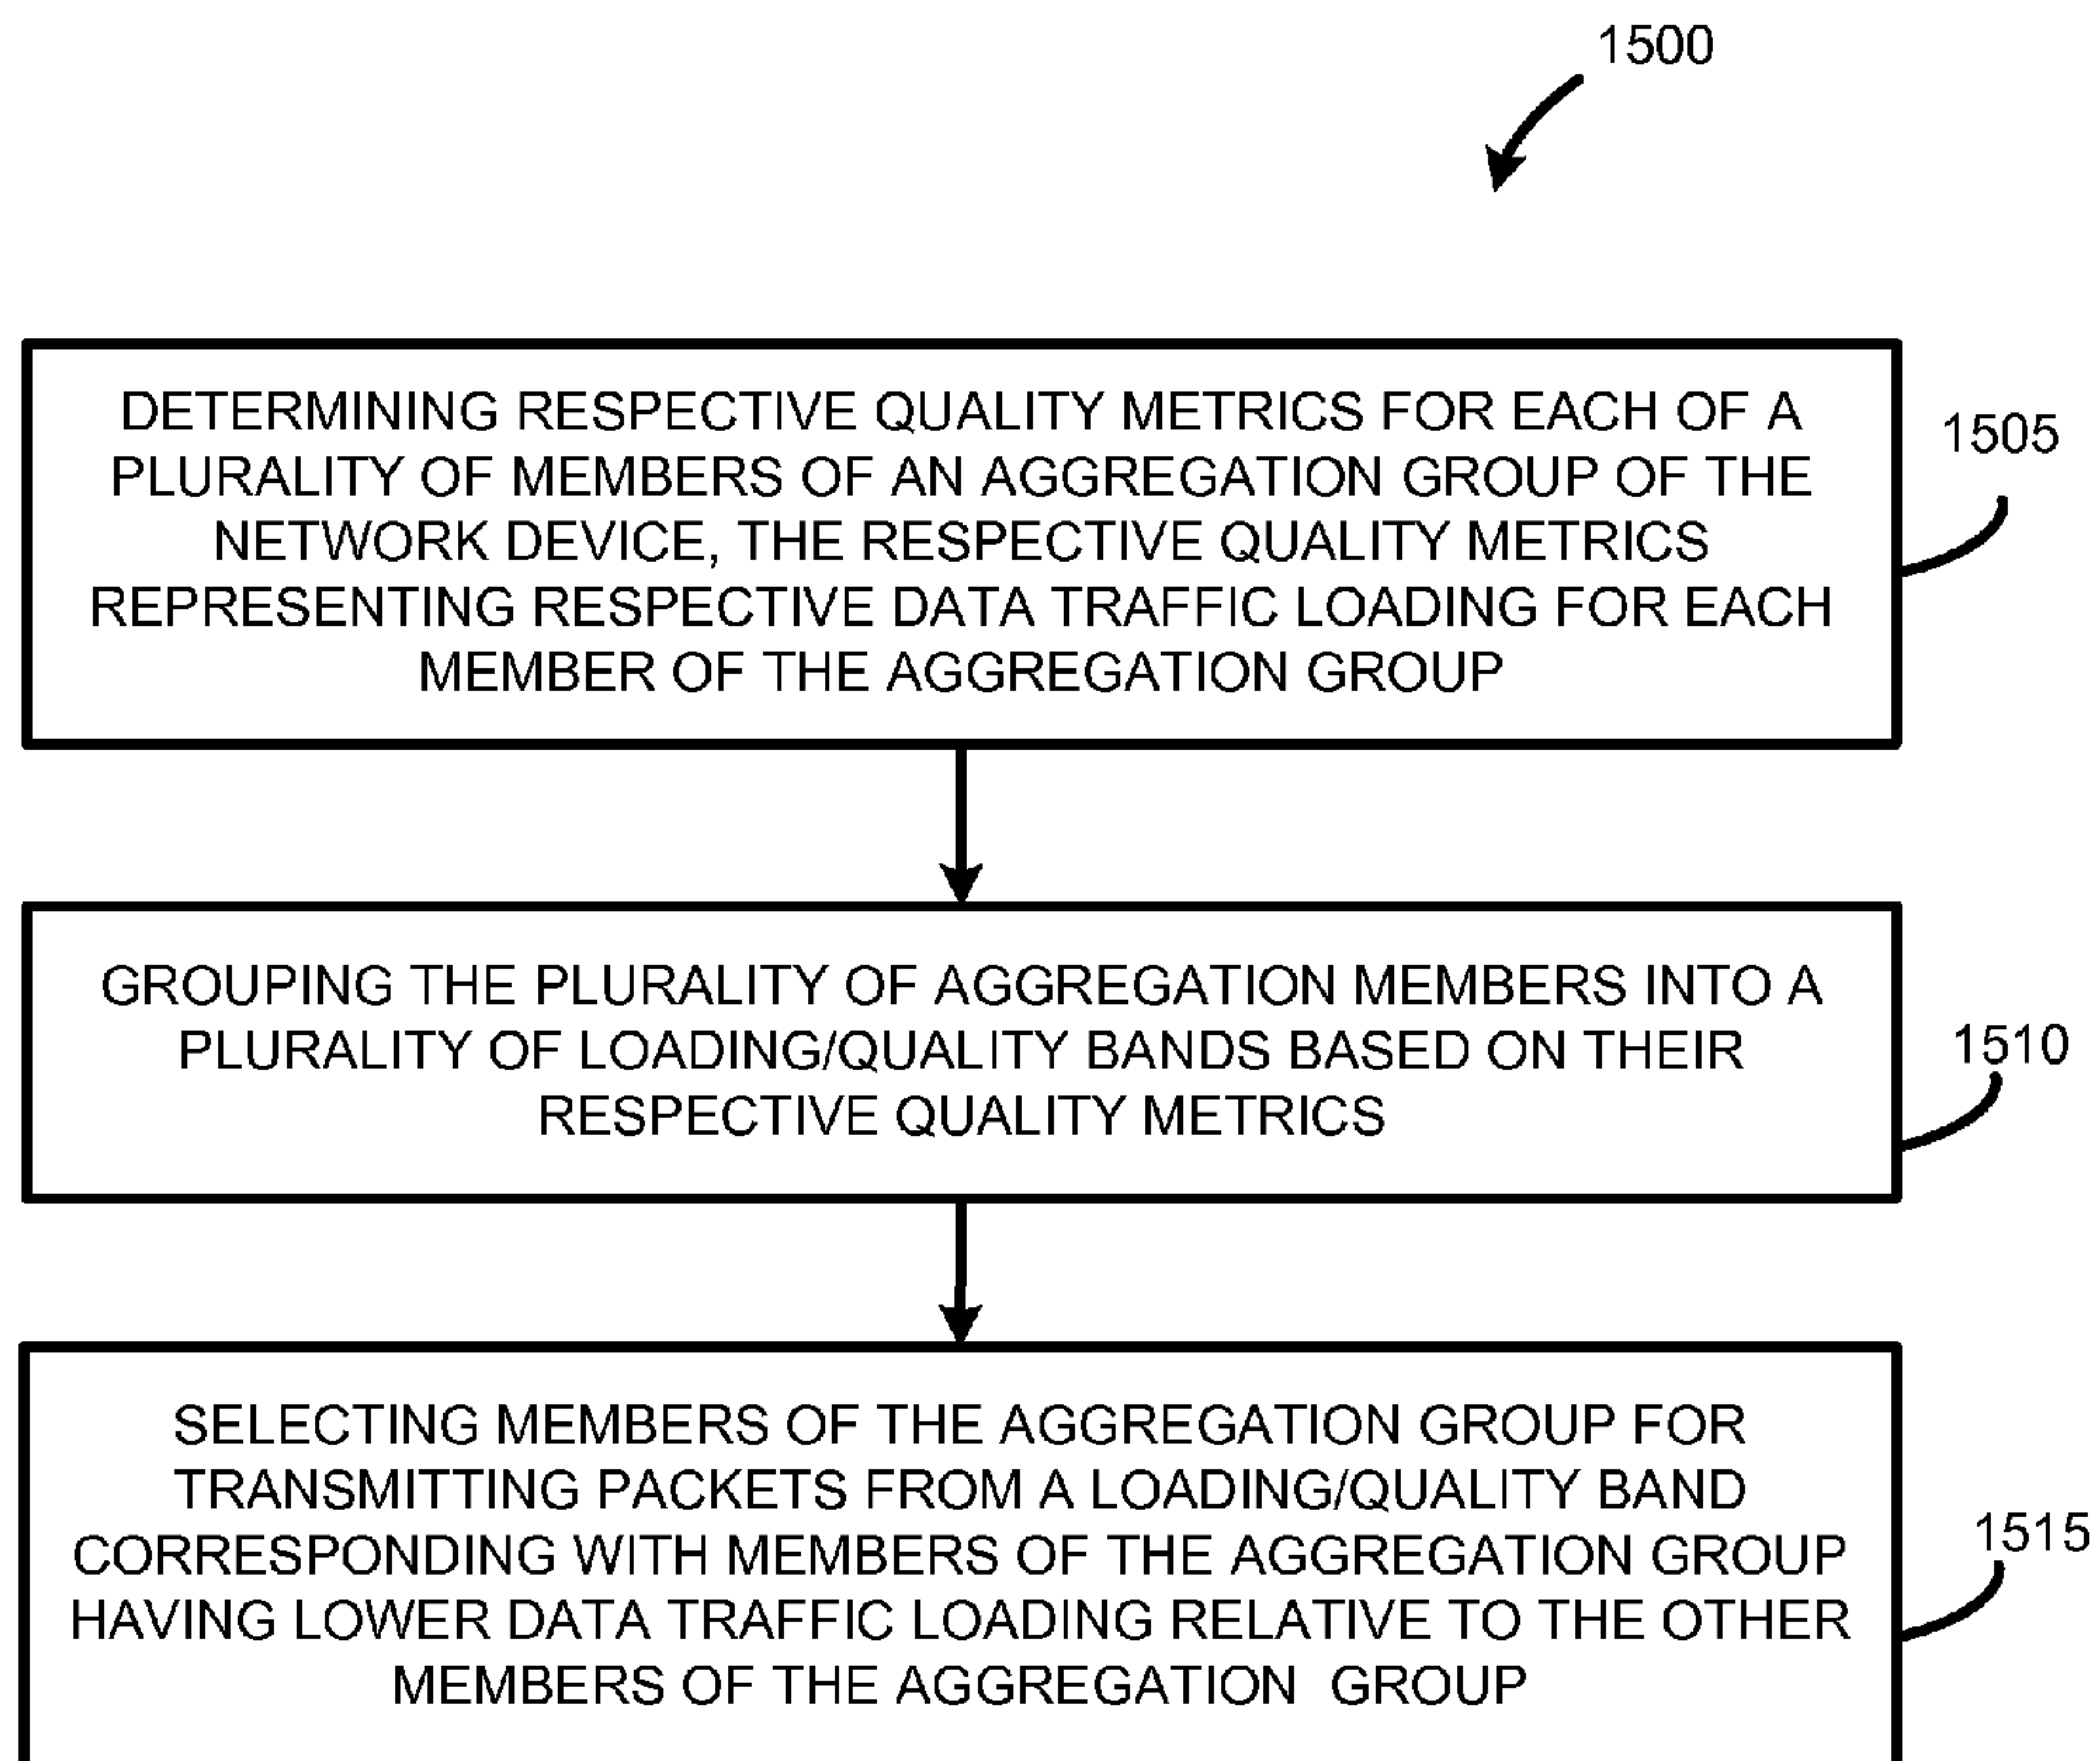 1500
DETERMINING RESPECTIVE QUALITY METRICS FOR EACH OF A
PLURALITY OF MEMBERS OF AN AGGREGATION GROUP OF THE
NETWORK DEVICE, THE RESPECTIVE QUALITY METRICS
REPRESENTING RESPECTIVE DATA TRAFFIC LOADING FOR EACH
MEMBER OF THE AGGREGATION GROUP
1505
GROUPING THE PLURALITY OF AGGREGATION MEMBERS INTO A
PLURALITY OF LOADING/QUALITY BANDS BASED ON THEIR
RESPECTIVE QUALITY METRICS
1510
SELECTING MEMBERS OF THE AGGREGATION GROUP FOR
TRANSMITTING PACKETS FROM A LOADING/QUALITY BAND
CORRESPONDING WITH MEMBERS OF THE AGGREGATION GROUP
HAVING LOWER DATA TRAFFIC LOADING RELATIVE TO THE OTHER
MEMBERS OF THE AGGREGATION GROUP
1515